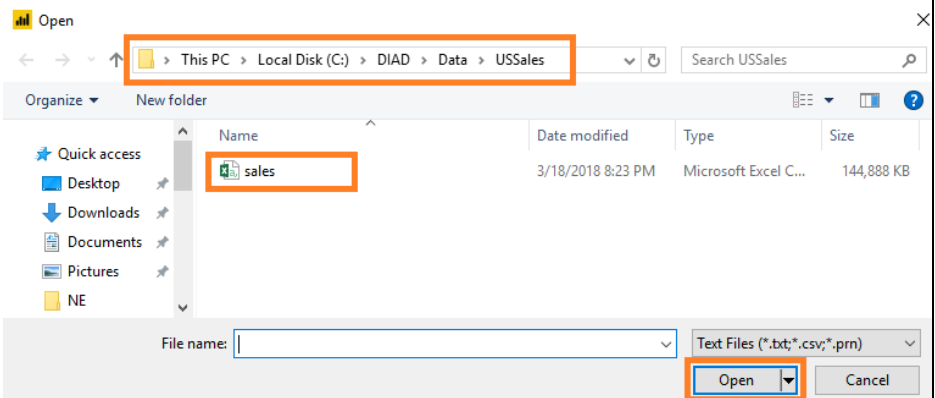 Open
This PC > Local Disk (C:) > DIAD > Data > USSales
Search USSales
Organize
New folder
Name
Date modified
Type
Size
Quick access
Desktop
Downloads
Documents
Pictures
NE
sales
3/18/2018 8:23 PM
Microsoft Excel C...
144,888 KB
File name:
Text Files (*.txt;*.csv;*.prn)
Open
Cancel